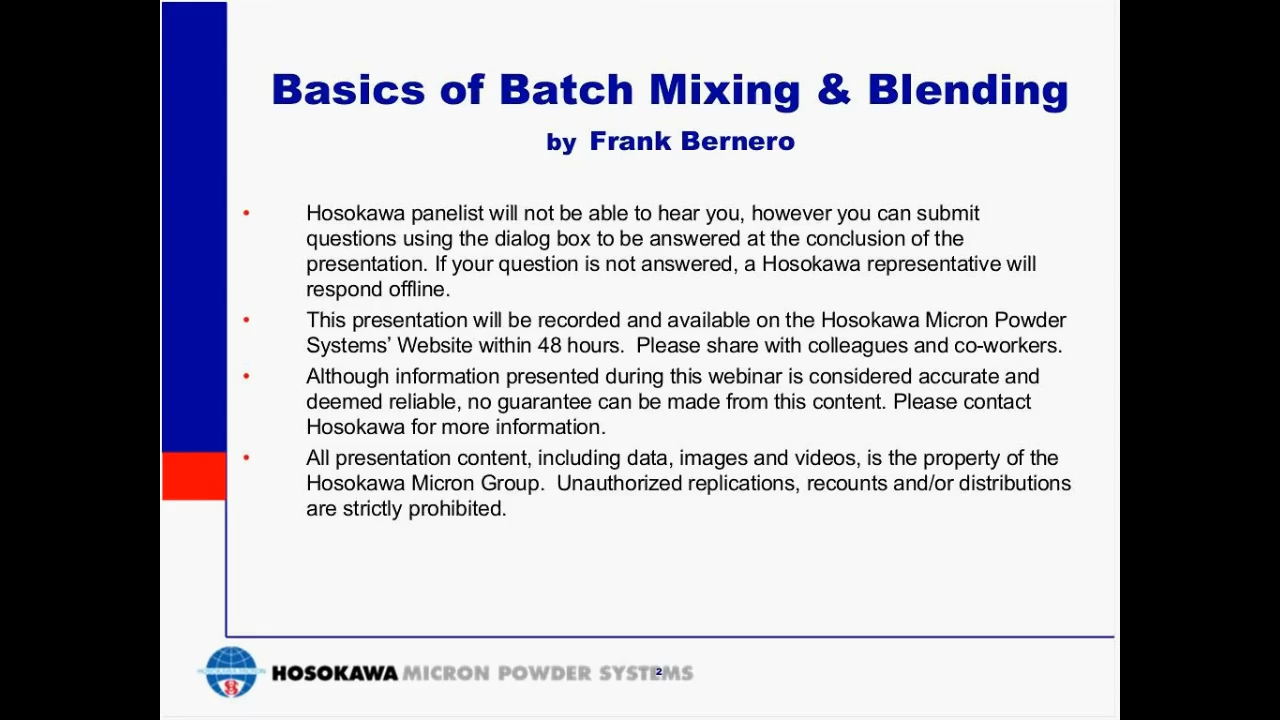 Basics of Batch Mixing & Blending
by Frank Bernero
• Hosokawa panelist will not be able to hear you, however you can submit
questions using the dialog box to be answered at the conclusion of the
presentation. If your question is not answered, a Hosokawa representative will
respond offline.
• This presentation will be recorded and available on the Hosokawa Micron Powder
Systems’ Website within 48 hours.  Please share with colleagues and co-workers.
• Although information presented during this webinar is considered accurate and
deemed reliable, no guarantee can be made from this content. Please contact
Hosokawa for more information.
• All presentation content, including data, images and videos, is the property of the
Hosokawa Micron Group.  Unauthorized replications, recounts and/or distributions
are strictly prohibited.
HOSOKAWA MICRON POWDER SYSTEMS
2